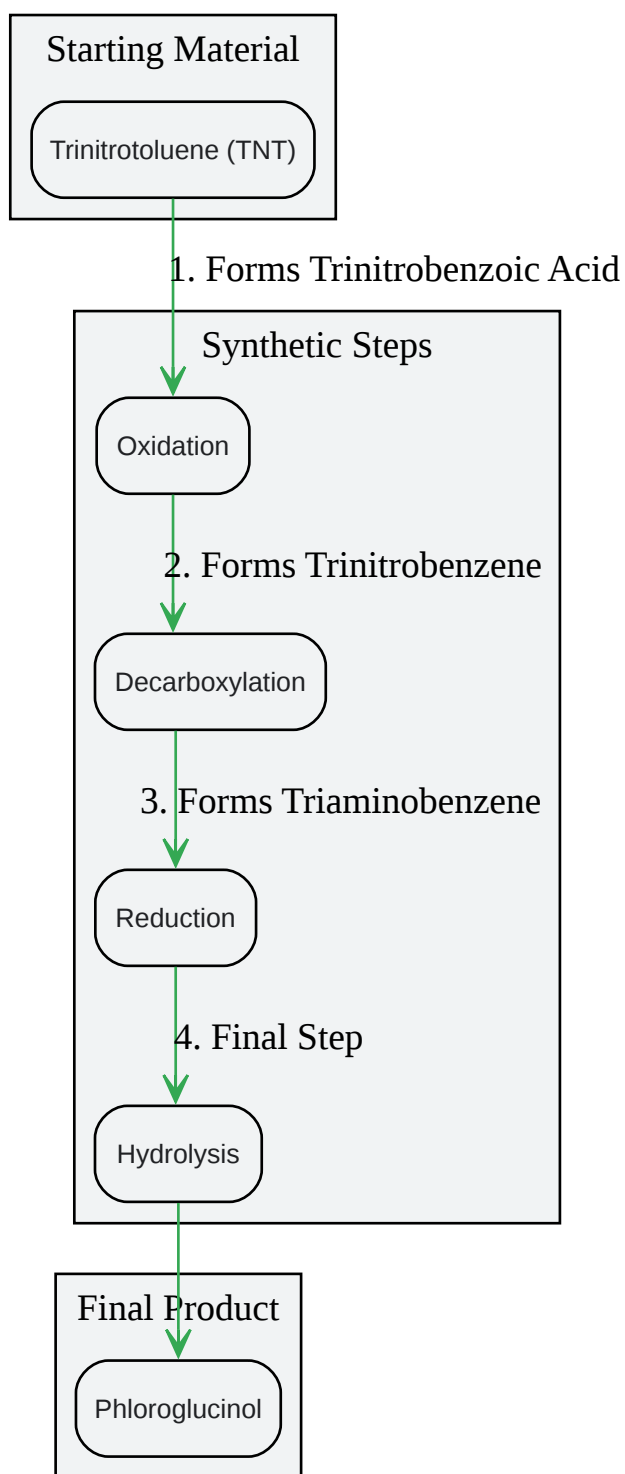 Starting Material
Trinitrotoluene (TNT)
1. Forms Trinitrobenzoic Acid
Synthetic Steps
Oxidation
2. Forms Trinitrobenzene
Decarboxylation
3. Forms Triaminobenzene
Reduction
4. Final Step
Hydrolysis
Final Product
Phloroglucinol